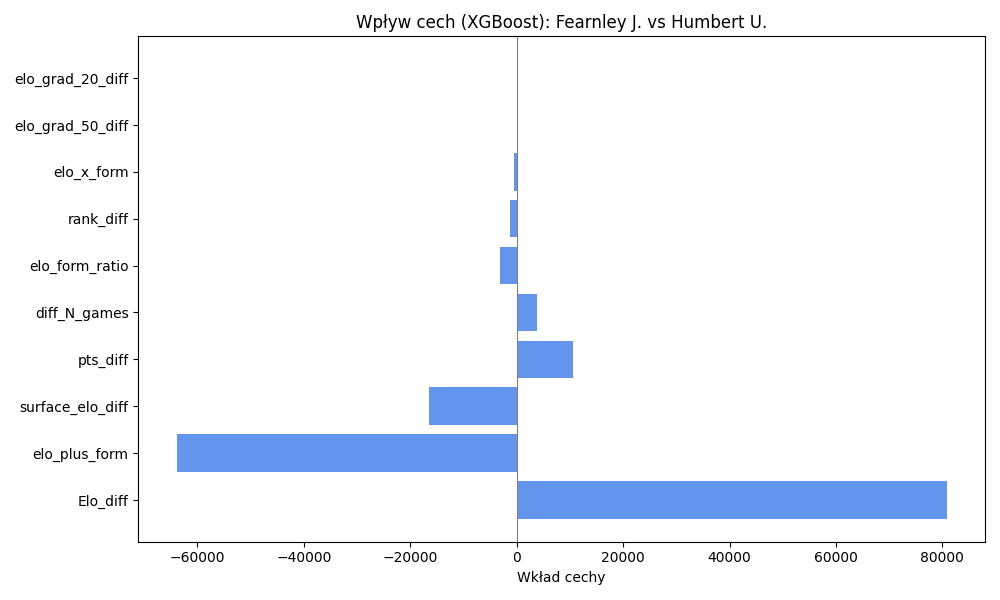 Wpływ cech (XGBoost): Fearnley J. vs Humbert U.
elo_grad_20_diff
elo_grad_50_diff
elo_x_form
rank_diff
elo_form_ratio
diff_N_games
pts_diff
surface_elo_diff
elo_plus_form
Elo_diff
−60000 −40000 −20000 0 20000 40000 60000 80000
Wkład cechy